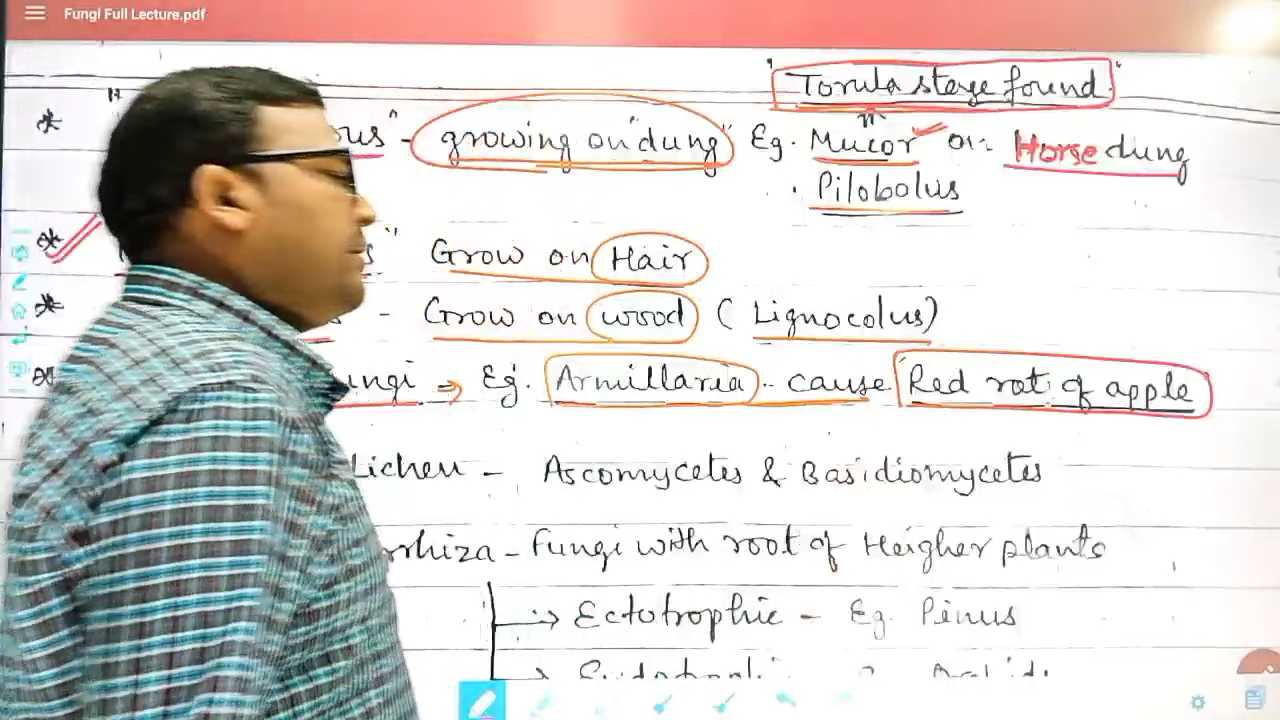 Fungi Full Lecture.pdf
"Torula stage found"
us" - growing on "dung" Eg. Mucor on Horse dung
Pilobolus
s" Grow on Hair
s - Grow on wood (Lignocolus)
ungi → Eg. Armillaria .. cause Red rot of apple
Lichen - Ascomycetes & Basidiomycetes
rrhiza - Fungi with root of Heigher plants
→ Ectotrophic - Eg. Pinus